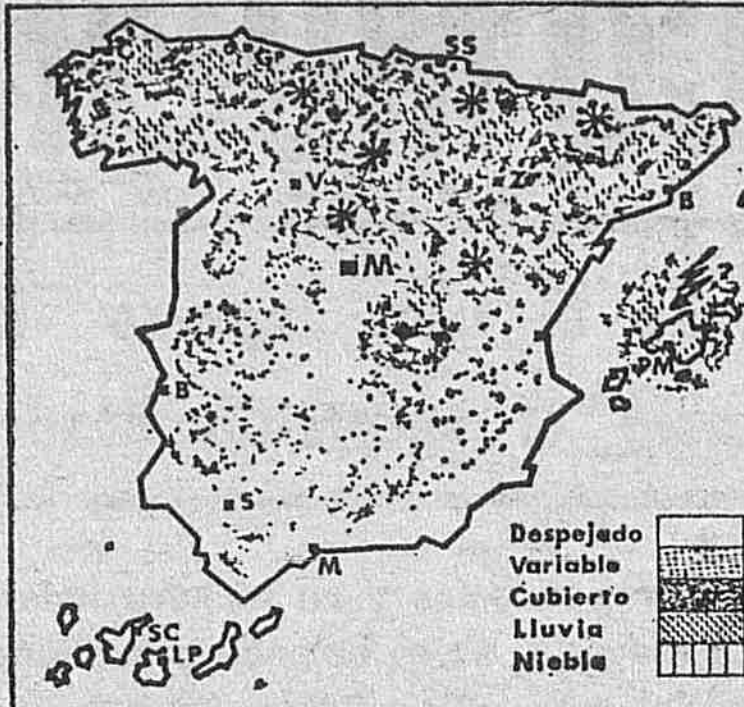 C
G
SS
V
Z
B
M
PM
B
S
M
SC
LP
Despejado
Variable
Cubierto
Lluvia
Niebla